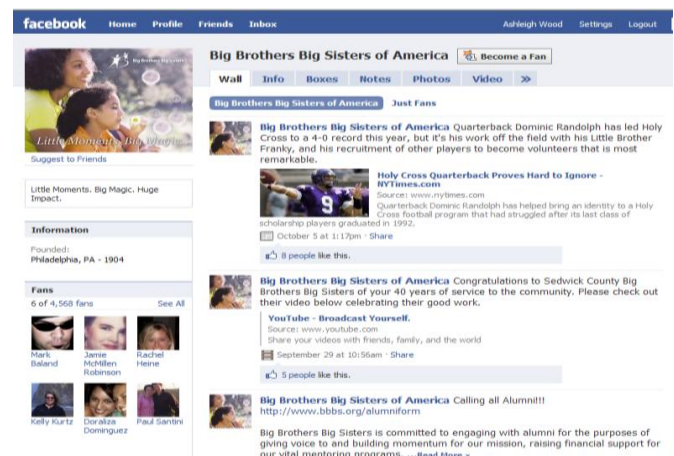 facebook Home Profile Friends Inbox Ashleigh Wood Settings Logout
Big Brothers Big Sisters of America Become a Fan
Wall Info Boxes Notes Photos Video »
Big Brothers Big Sisters of America Just Fans
Little Moments. Big Magic.
Suggest to Friends
Little Moments. Big Magic. Huge
Impact.
Information
Founded:
Philadelphia, PA - 1904
Fans
6 of 4,568 fans See All
Mark
Baland
Jamie
McMillen
Robinson
Rachel
Heine
Kelly Kurtz
Doraliza
Dominguez
Paul Santini
Big Brothers Big Sisters of America Quarterback Dominic Randolph has led Holy
Cross to a 4-0 record this year, but it's his work off the field with his Little Brother
Franky, and his recruitment of other players to become volunteers that is most
remarkable.
9
Holy Cross Quarterback Proves Hard to Ignore -
NYTimes.com
Source: www.nytimes.com
Quarterback Dominic Randolph has helped bring an identity to a Holy
Cross football program that had struggled after its last class of
scholarship players graduated in 1992.
October 5 at 1:17pm · Share
8 people like this.
Big Brothers Big Sisters of America Congratulations to Sedwick County Big
Brothers Big Sisters of your 40 years of service to the community. Please check out
their video below celebrating their good work.
YouTube - Broadcast Yourself.
Source: www.youtube.com
Share your videos with friends, family, and the world
September 29 at 10:56am · Share
5 people like this.
Big Brothers Big Sisters of America Calling all Alumni!!!
http://www.bbbs.org/alumniform
Big Brothers Big Sisters is committed to engaging with alumni for the purposes of
giving voice to and building momentum for our mission, raising financial support for
our vital mentoring programs. ...Read More »